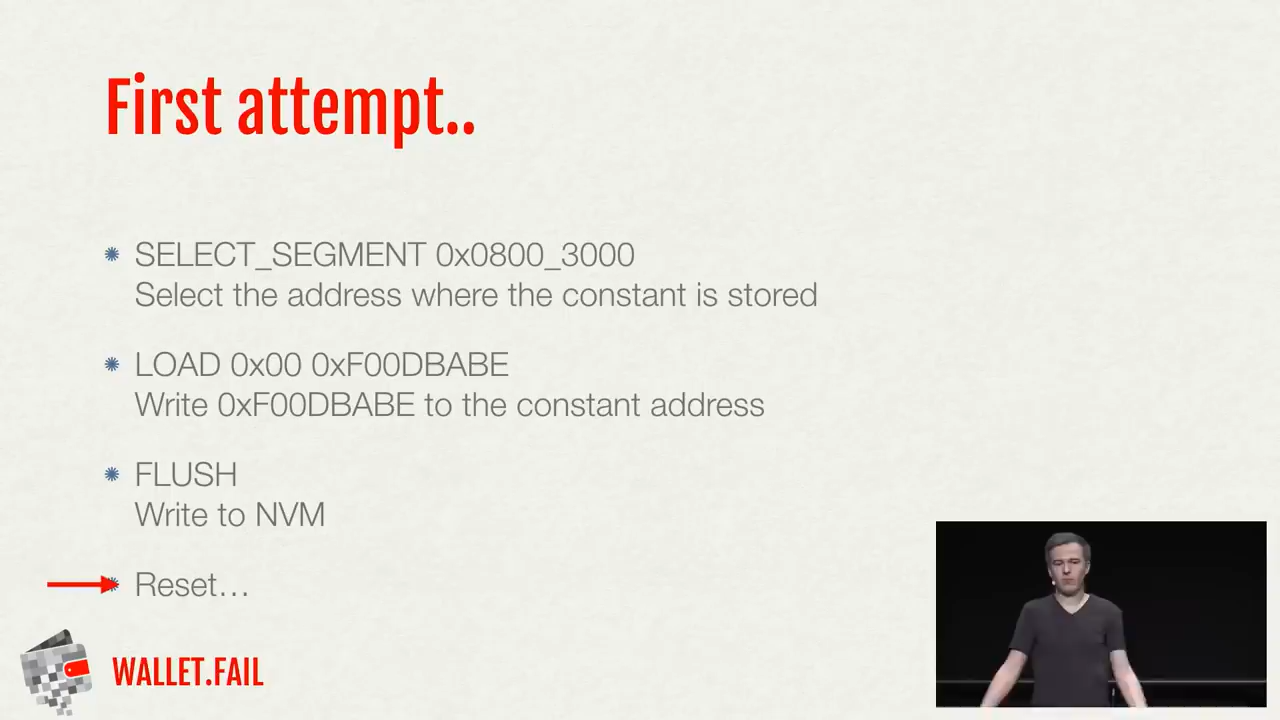 First attempt..
SELECT_SEGMENT 0x0800_3000
Select the address where the constant is stored
LOAD 0x00 0xF00DBABE
Write 0xF00DBABE to the constant address
FLUSH
Write to NVM
Reset…
WALLET.FAIL